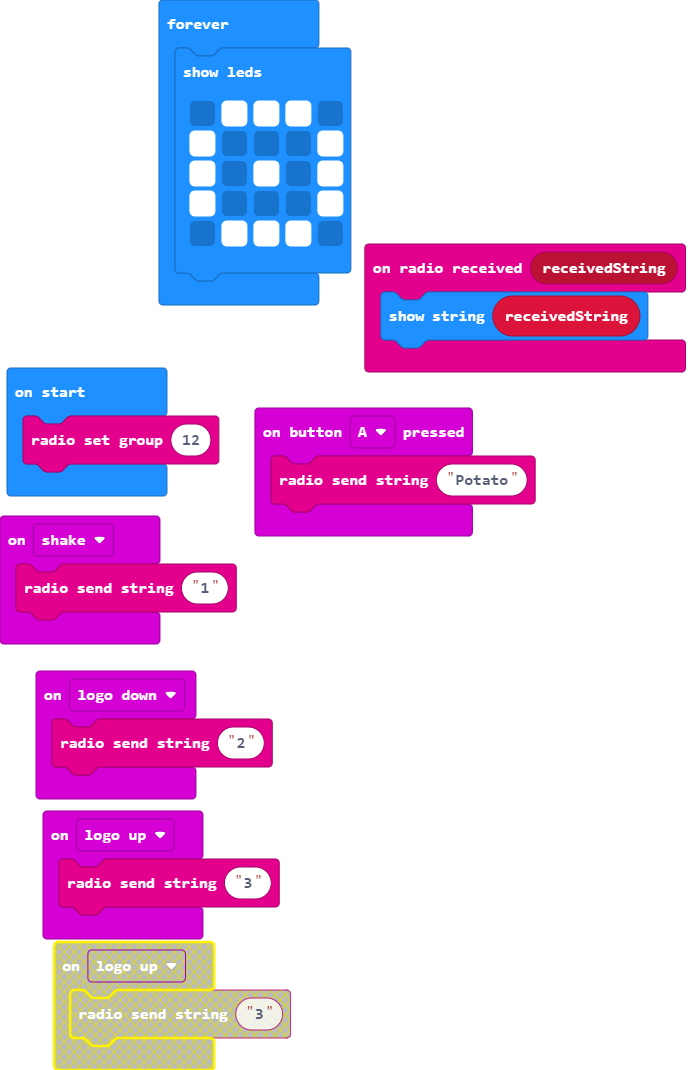 forever
show leds
on radio received receivedString
show string receivedString
on start
radio set group 12
on button A pressed
radio send string "Potato"
on shake
radio send string "1"
on logo down
radio send string "2"
on logo up
radio send string "3"
on logo up
radio send string "3"